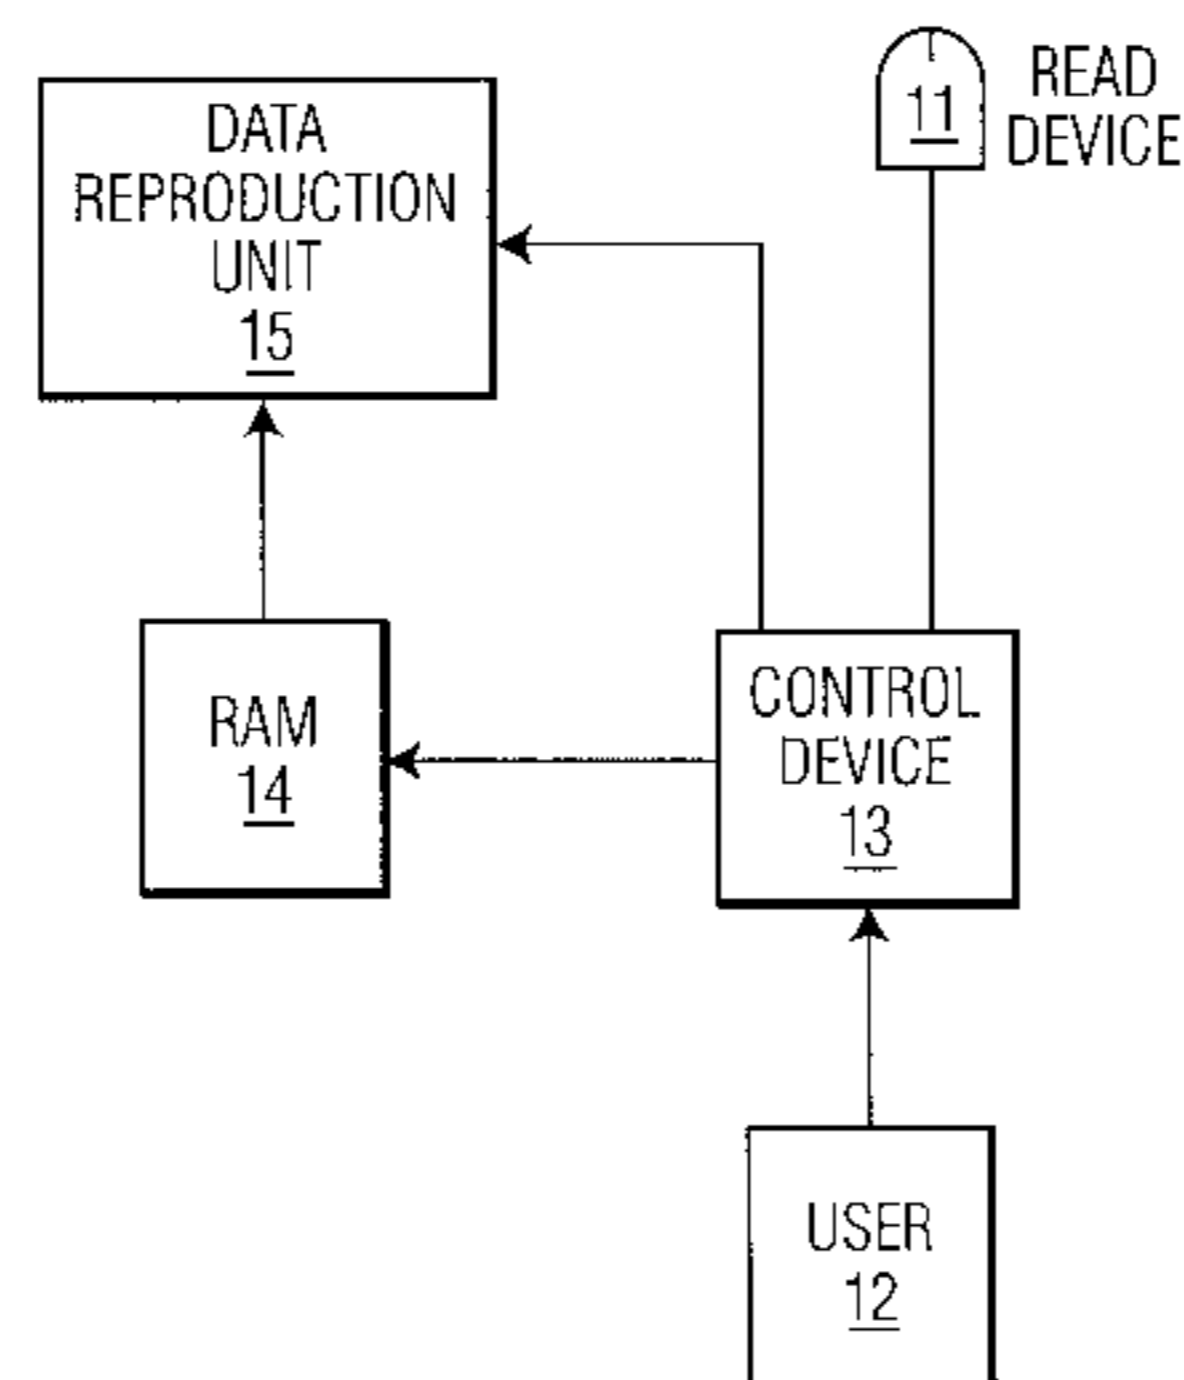 DATA
REPRODUCTION
UNIT
15
11
READ
DEVICE
RAM
14
CONTROL
DEVICE
13
USER
12